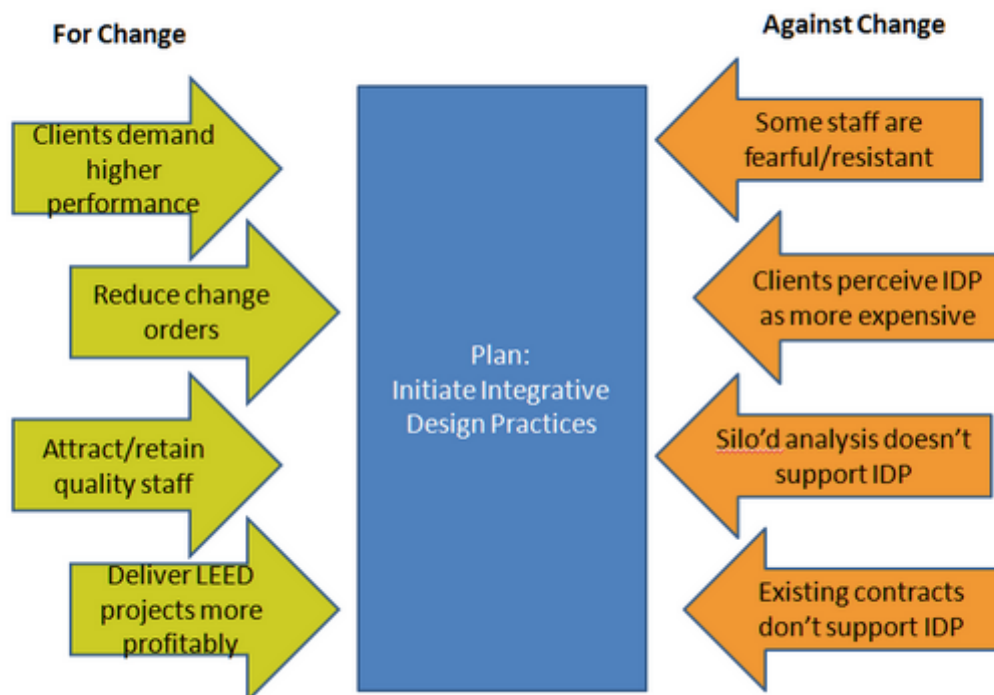 For Change
Against Change
Clients demand
higher
performance
Reduce change
orders
Attract/retain
quality staff
Deliver LEED
projects more
profitably
Plan:
Initiate Integrative
Design Practices
Some staff are
fearful/resistant
Clients perceive IDP
as more expensive
Silo’d analysis doesn’t
support IDP
Existing contracts
don’t support IDP